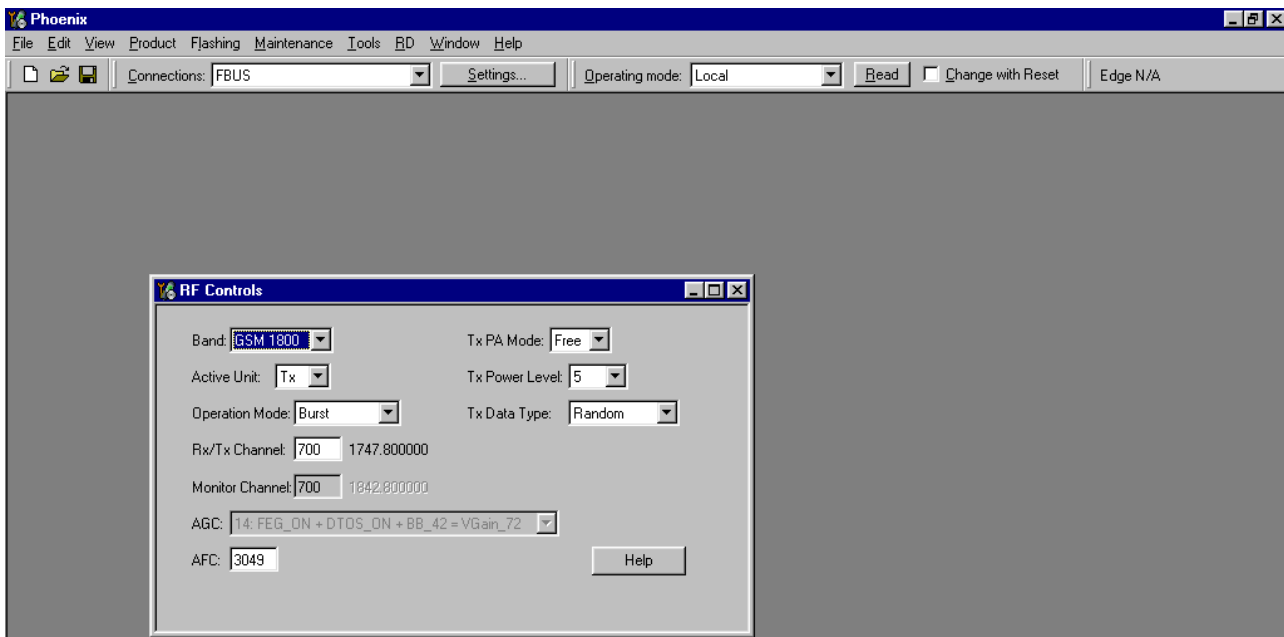 Phoenix
File Edit View Product Flashing Maintenance Tools RD Window Help
Connections: FBUS Settings... Operating mode: Local Read Change with Reset Edge N/A
RF Controls
Band: GSM 1800 Tx PA Mode: Free
Active Unit: Tx Tx Power Level: 5
Operation Mode: Burst Tx Data Type: Random
Rx/Tx Channel: 700 1747.800000
Monitor Channel: 700 1842.800000
AGC: 14: FEG_ON + DTOS_ON + BB_42 = VGain_72
AFC: 3049 Help